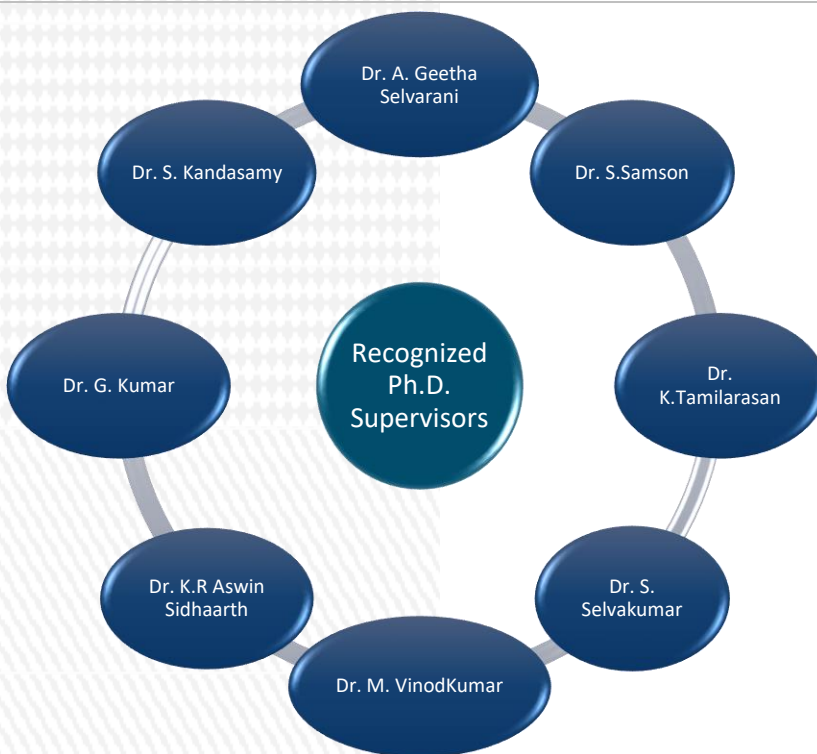 Dr. A. Geetha
Selvarani
Dr. S. Kandasamy
Dr. S.Samson
Recognized
Ph.D.
Supervisors
Dr. G. Kumar
Dr.
K.Tamilarasan
Dr. K.R Aswin
Sidhaarth
Dr. S.
Selvakumar
Dr. M. VinodKumar